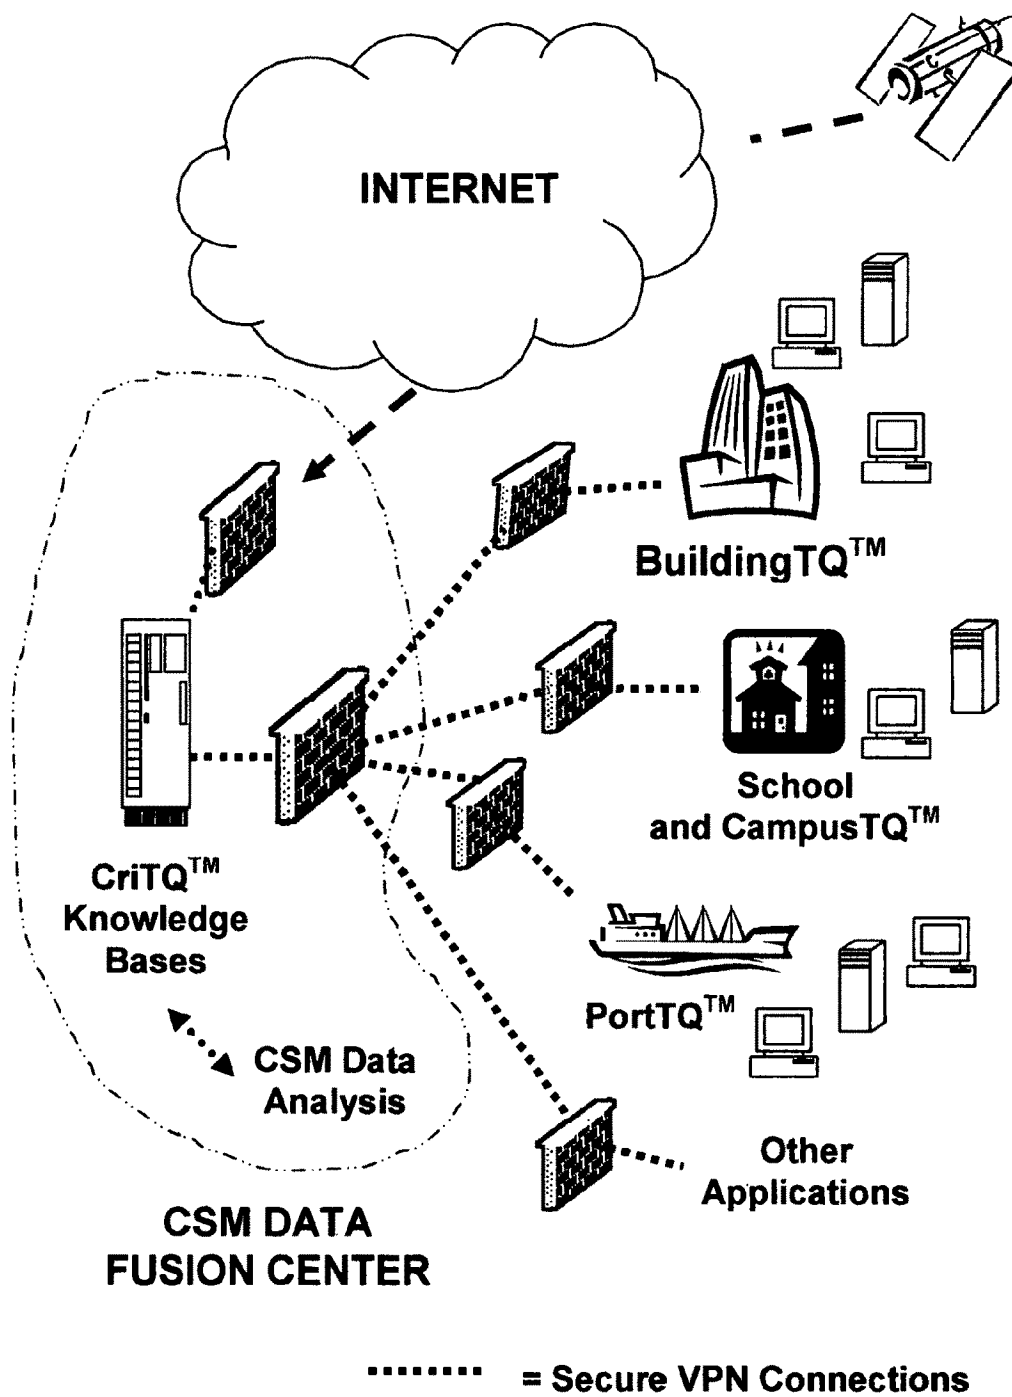 INTERNET
BuildingTQ™
School
and CampusTQ™
CriTQ™
Knowledge
Bases
PortTQ™
CSM Data
Analysis
Other
Applications
CSM DATA
FUSION CENTER
= Secure VPN Connections